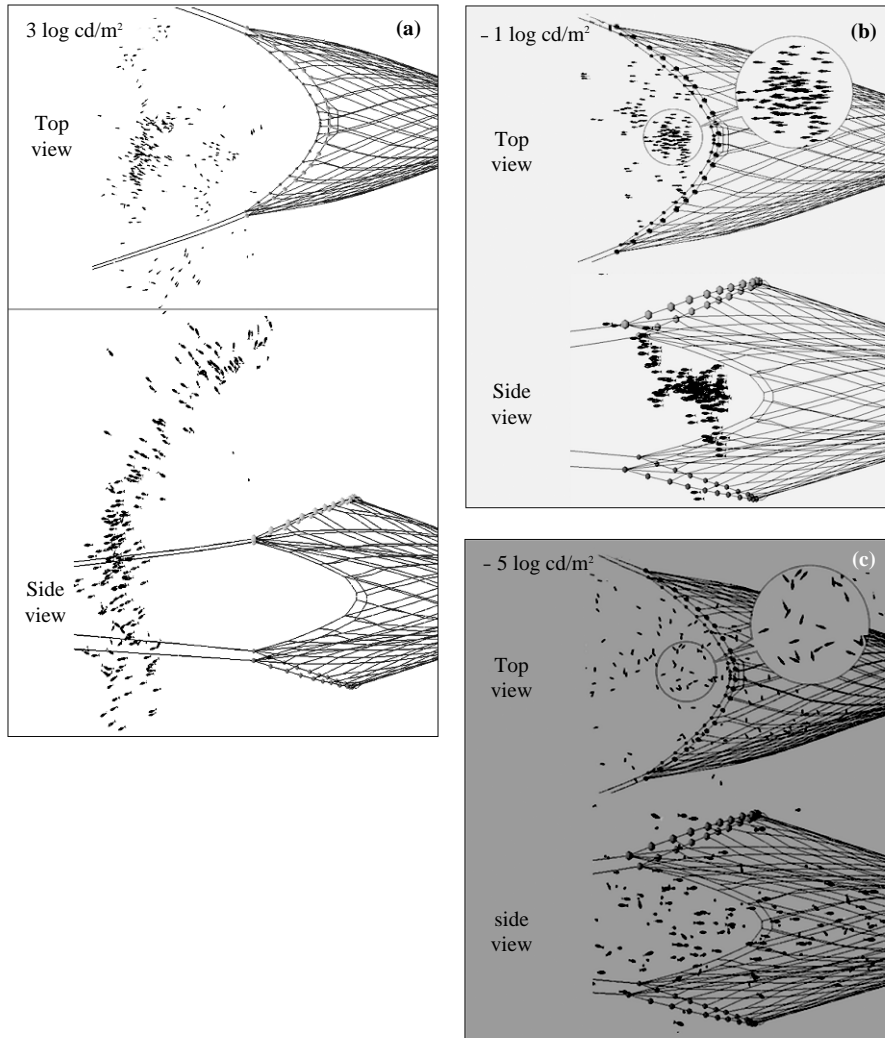 3 log cd/m²
(a)
Top
view
Side
view
– 1 log cd/m²
(b)
Top
view
Side
view
– 5 log cd/m²
(c)
Top
view
side
view